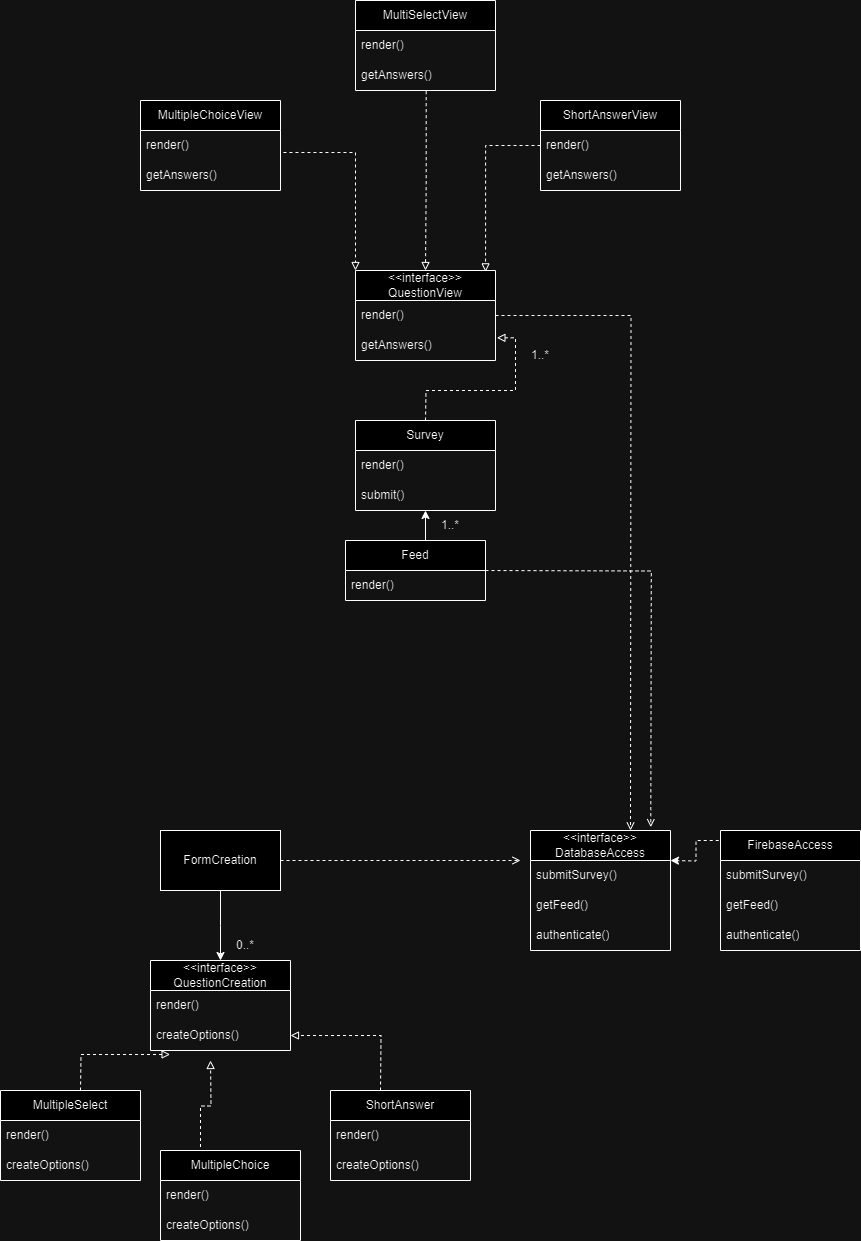 MultiSelectView
render()
getAnswers()
MultipleChoiceView
render()
getAnswers()
ShortAnswerView
render()
getAnswers()
<<interface>>
QuestionView
render()
getAnswers()
1..*
Survey
render()
submit()
1..*
Feed
render()
FormCreation
<<interface>>
DatabaseAccess
submitSurvey()
getFeed()
authenticate()
FirebaseAccess
submitSurvey()
getFeed()
authenticate()
0..*
<<interface>>
QuestionCreation
render()
createOptions()
MultipleSelect
render()
createOptions()
MultipleChoice
render()
createOptions()
ShortAnswer
render()
createOptions()